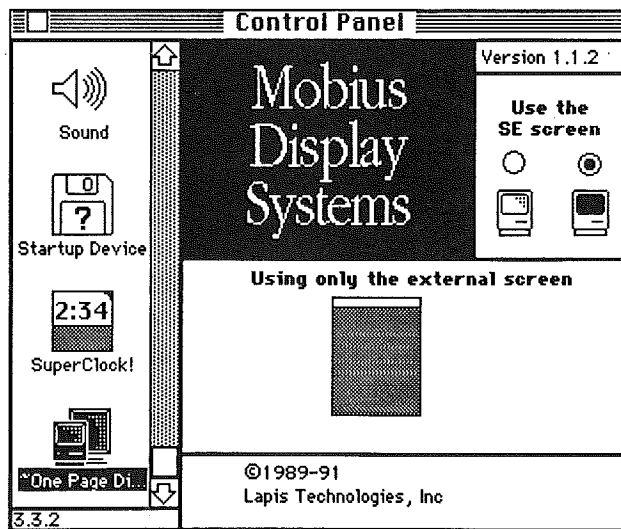 Control Panel
Sound
0
?
Startup Device
2:34
SuperClock!
~One Page Di...
3.3.2
Mobius
Display
Systems
Version 1.1.2
Use the
SE screen
Using only the external screen
©1989-91
Lapis Technologies, Inc